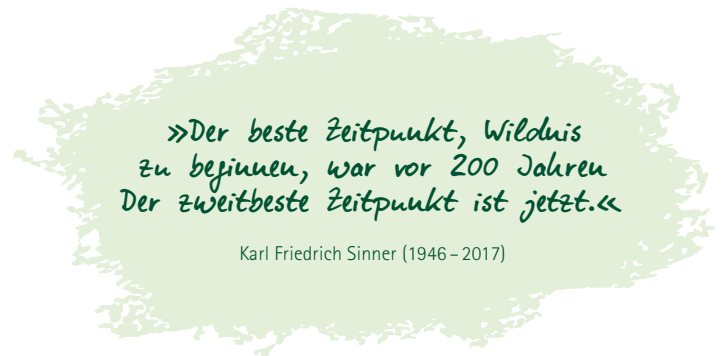 »Der beste Zeitpunkt, Wildnis
zu beginnen, war vor 200 Jahren
Der zweitbeste Zeitpunkt ist jetzt.«
Karl Friedrich Sinner (1946 – 2017)